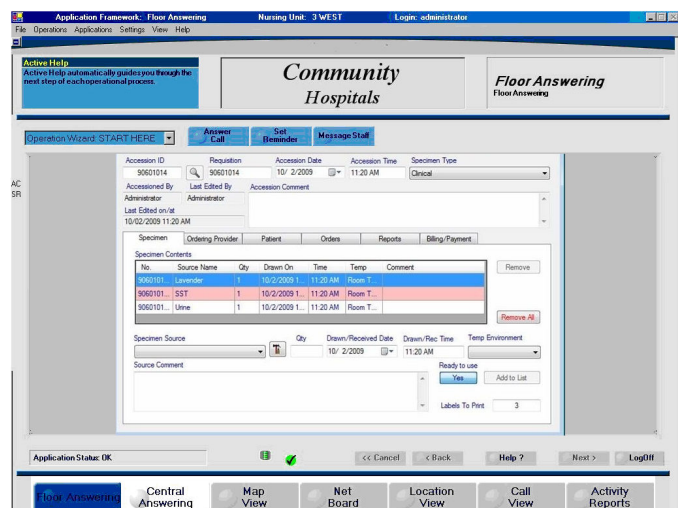 Application Framework: Floor Answering Nursing Unit: 3 WEST Login: administrator
File Operations Applications Settings View Help
Active Help
Active Help automatically guides you through the
next step of each operational process.
Community
Hospitals
Floor Answering
Floor Answering
Operation Wizard: START HERE
Answer
Call
Set
Reminder
Message Staff
AC
SR
Accession ID Requisition Accession Date Accession Time Specimen Type
90601014 90601014 10/ 2/2009 11:20 AM Clinical
Accessioned By Last Edited By Accession Comment
Administrator Administrator
Last Edited on/at
10/02/2009 11:20 AM
Specimen Ordering Provider Patient Orders Reports Billing/Payment
Specimen Contents
No. Source Name Qty Drawn On Time Temp Comment Remove
9060101... Lavender 1 10/2/2009 1... 11:20 AM Room T...
9060101... SST 1 10/2/2009 1... 11:20 AM Room T...
9060101... Urine 1 10/2/2009 1... 11:20 AM Room T...
Remove All
Specimen Source Qty Drawn/Received Date Drawn/Rec Time Temp Environment
10/ 2/2009 11:20 AM
Source Comment Ready to use
Yes Add to List
Labels To Print 3
Application Status: OK << Cancel < Back Help ? Next > LogOff
Floor Answering
Central
Answering
Map
View
Net
Board
Location
View
Call
View
Activity
Reports